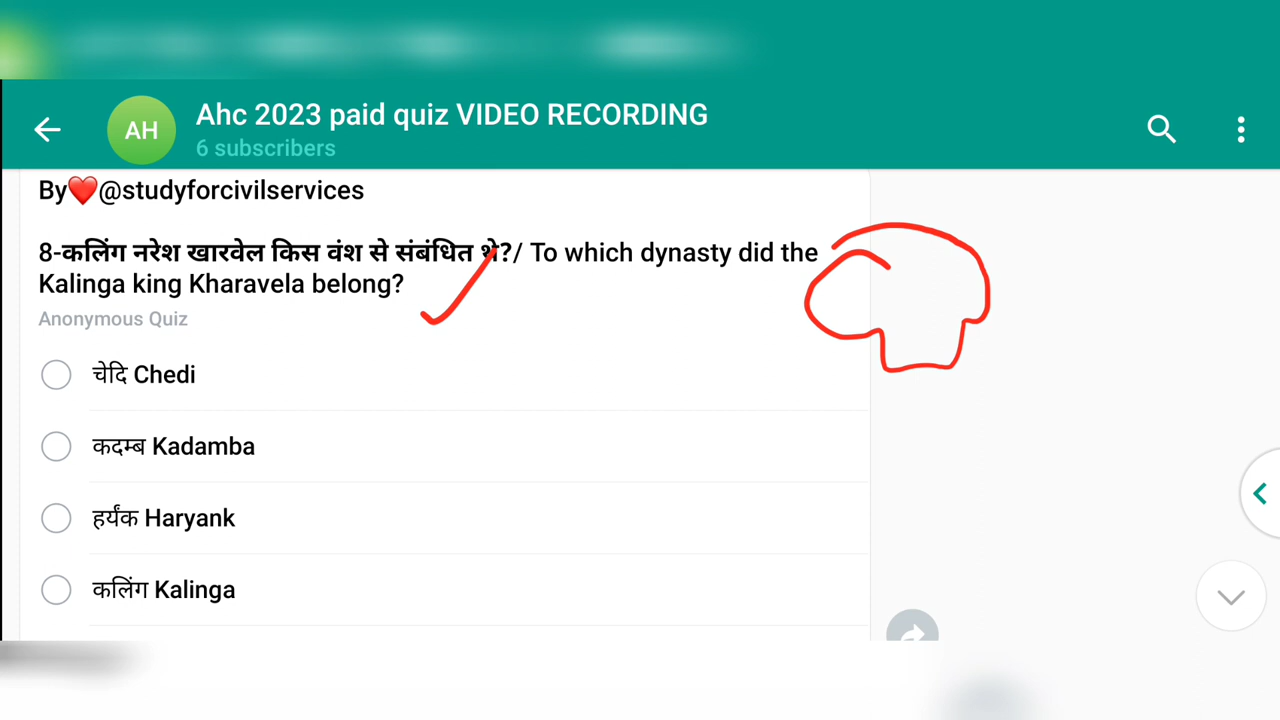 AH
Ahc 2023 paid quiz VIDEO RECORDING
6 subscribers
By❤️@studyforcivilservices
8-कलिंग नरेश खारवेल किस वंश से संबंधित थे?/ To which dynasty did the
Kalinga king Kharavela belong?
Anonymous Quiz
चेदि Chedi
कदम्ब Kadamba
हर्यंक Haryank
कलिंग Kalinga